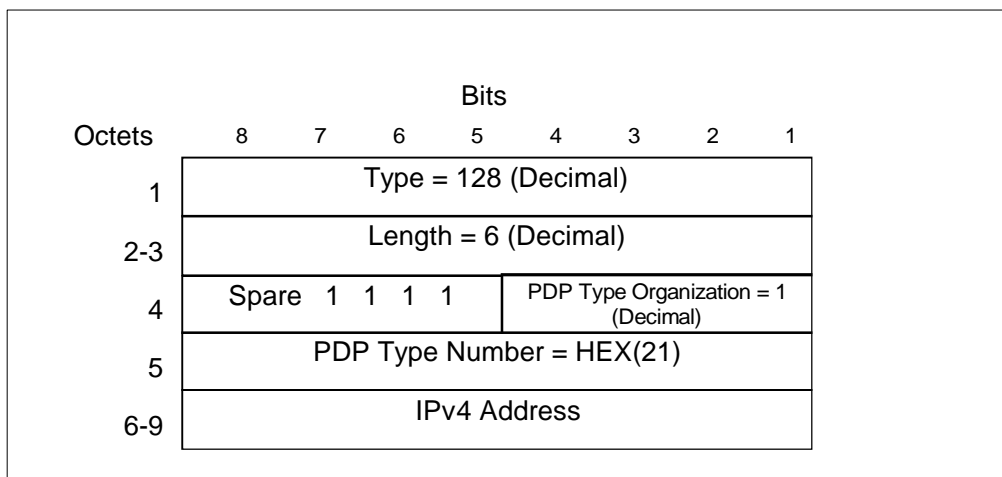 Bits
Octets 8 7 6 5 4 3 2 1
1 Type = 128 (Decimal)
2-3 Length = 6 (Decimal)
4 Spare 1 1 1 1 PDP Type Organization = 1
(Decimal)
5 PDP Type Number = HEX(21)
6-9 IPv4 Address